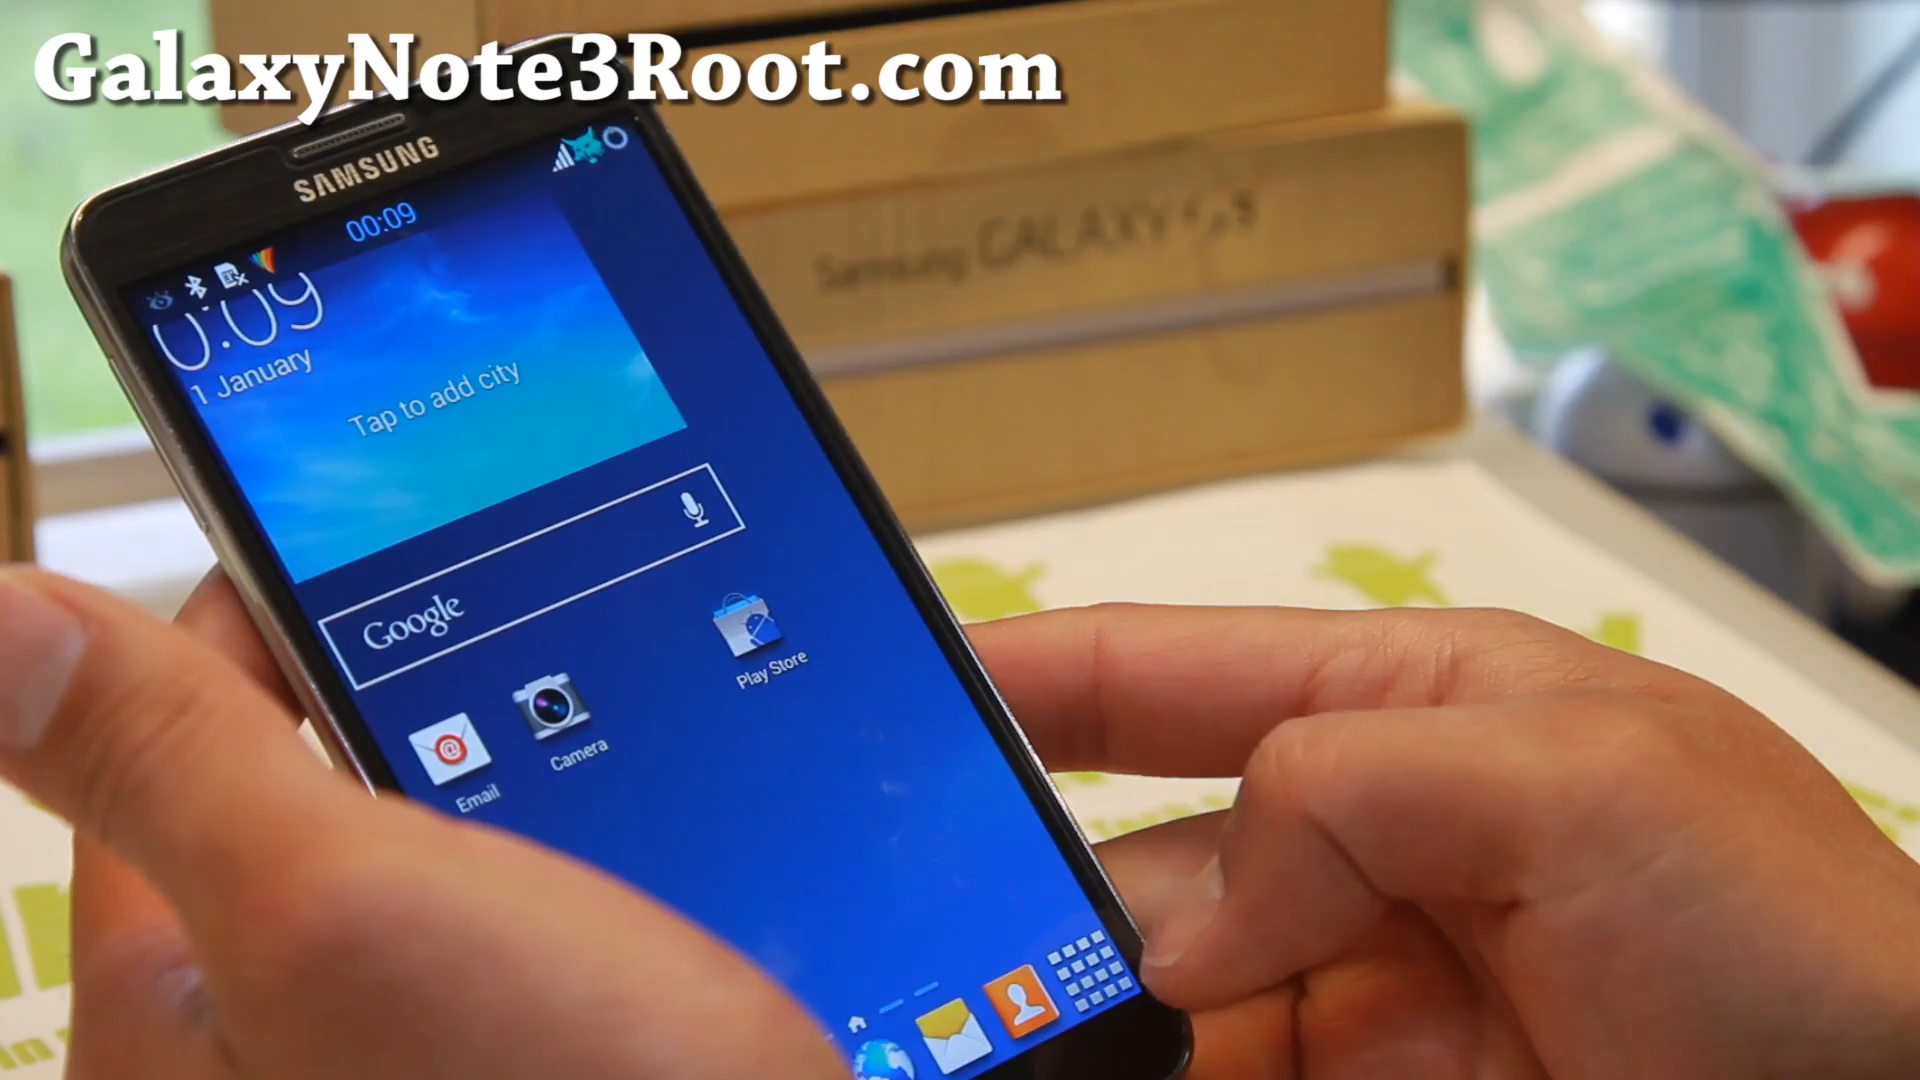 GalaxyNote3Root.com
SAMSUNG
00:09
0:09
1 January
Tap to add city
Google
Play Store
Camera
Email
Samsung GALAXY S5